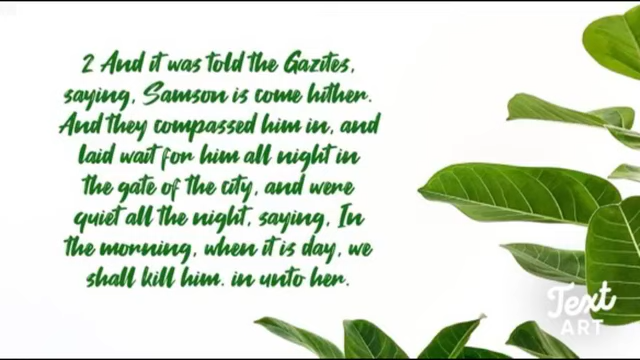 2 And it was told the Gazites,
saying, Samson is come hither.
And they compassed him in, and
laid wait for him all night in
the gate of the city, and were
quiet all the night, saying, In
the morning, when it is day, we
shall kill him. in unto her.
Text
ART